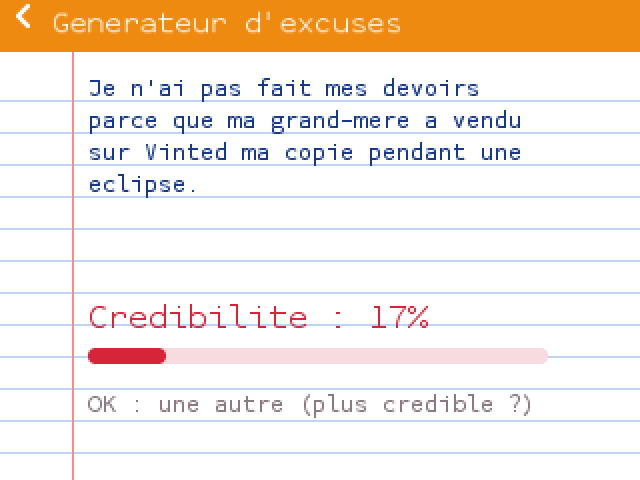 Generateur d'excuses
Je n'ai pas fait mes devoirs
parce que ma grand-mere a vendu
sur Vinted ma copie pendant une
eclipse.
Credibilite : 17%
OK : une autre (plus credible ?)